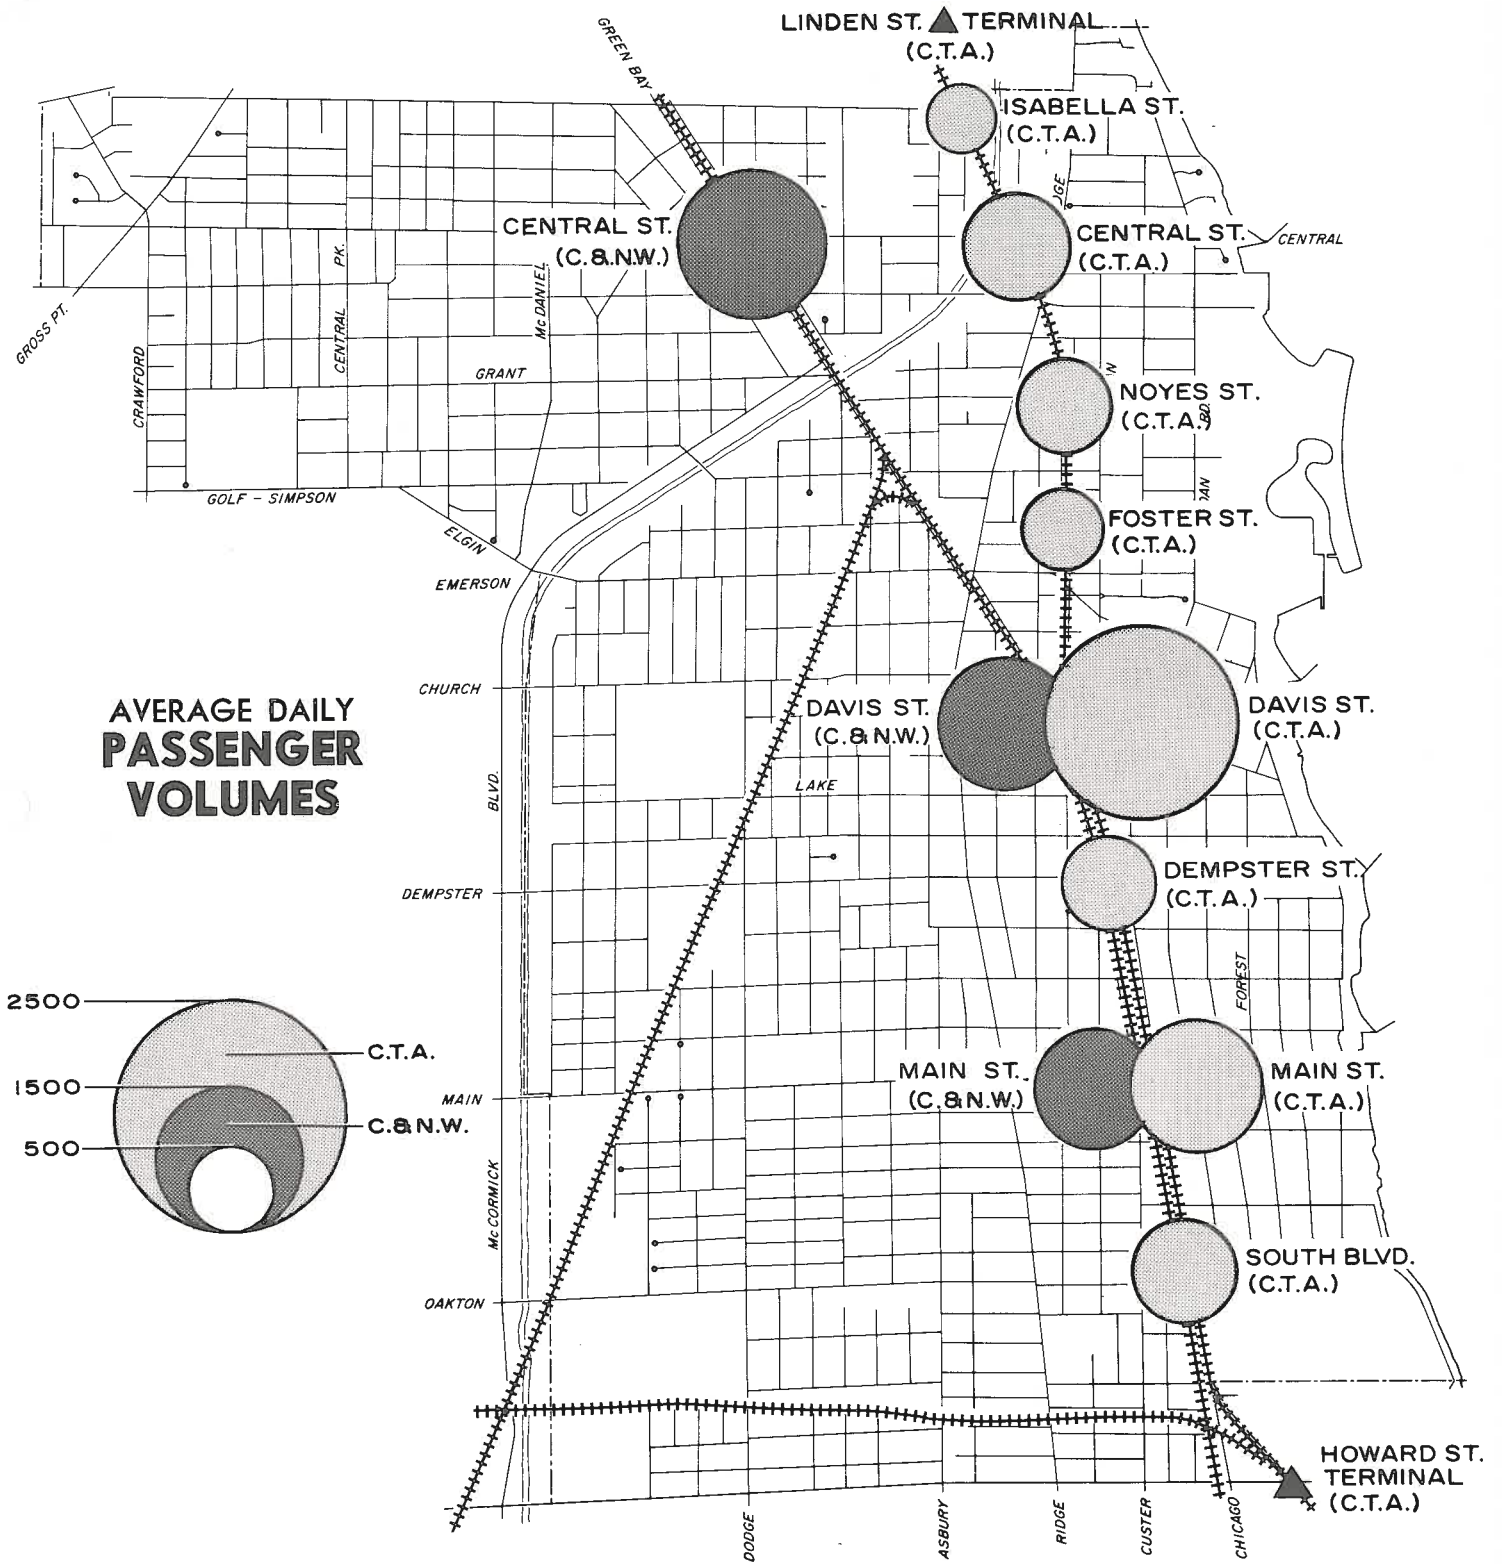 LINDEN ST. TERMINAL
(C.T.A.)
GREEN BAY
ISABELLA ST.
(C.T.A.)
CENTRAL ST.
(C.&N.W.)
CENTRAL ST.
(C.T.A.)
CENTRAL
GROSS PT.
CRAWFORD
CENTRAL PK.
McDANIEL
GRANT
NOYES ST.
(C.T.A.)
GOLF - SIMPSON
ELGIN
EMERSON
FOSTER ST.
(C.T.A.)
CHURCH
DAVIS ST.
(C.&N.W.)
DAVIS ST.
(C.T.A.)
AVERAGE DAILY
PASSENGER
VOLUMES
BLVD.
LAKE
DEMPSTER
DEMPSTER ST.
(C.T.A.)
FOREST
2500
C.T.A.
1500
C.&N.W.
500
MAIN
MAIN ST.
(C.&N.W.)
MAIN ST.
(C.T.A.)
McCORMICK
SOUTH BLVD.
(C.T.A.)
OAKTON
HOWARD ST.
TERMINAL
(C.T.A.)
DODGE
ASBURY
RIDGE
CUSTER
CHICAGO